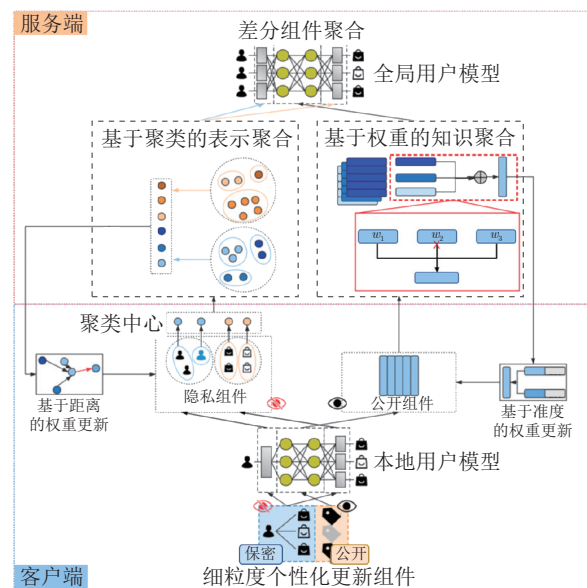 服务端
差分组件聚合
全局用户模型
基于聚类的表示聚合
基于权重的知识聚合
w1
w2
w3
聚类中心
隐私组件
公开组件
基于距离
的权重更新
基于准度
的权重更新
本地用户模型
保密
公开
客户端
细粒度个性化更新组件